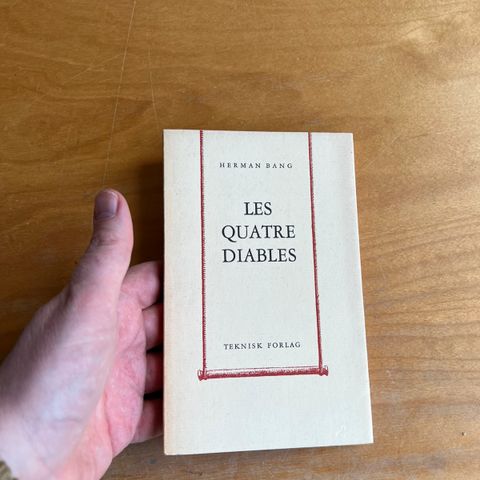 HERMAN BANG
LES
QUATRE
DIABLES
TEKNISK FORLAG